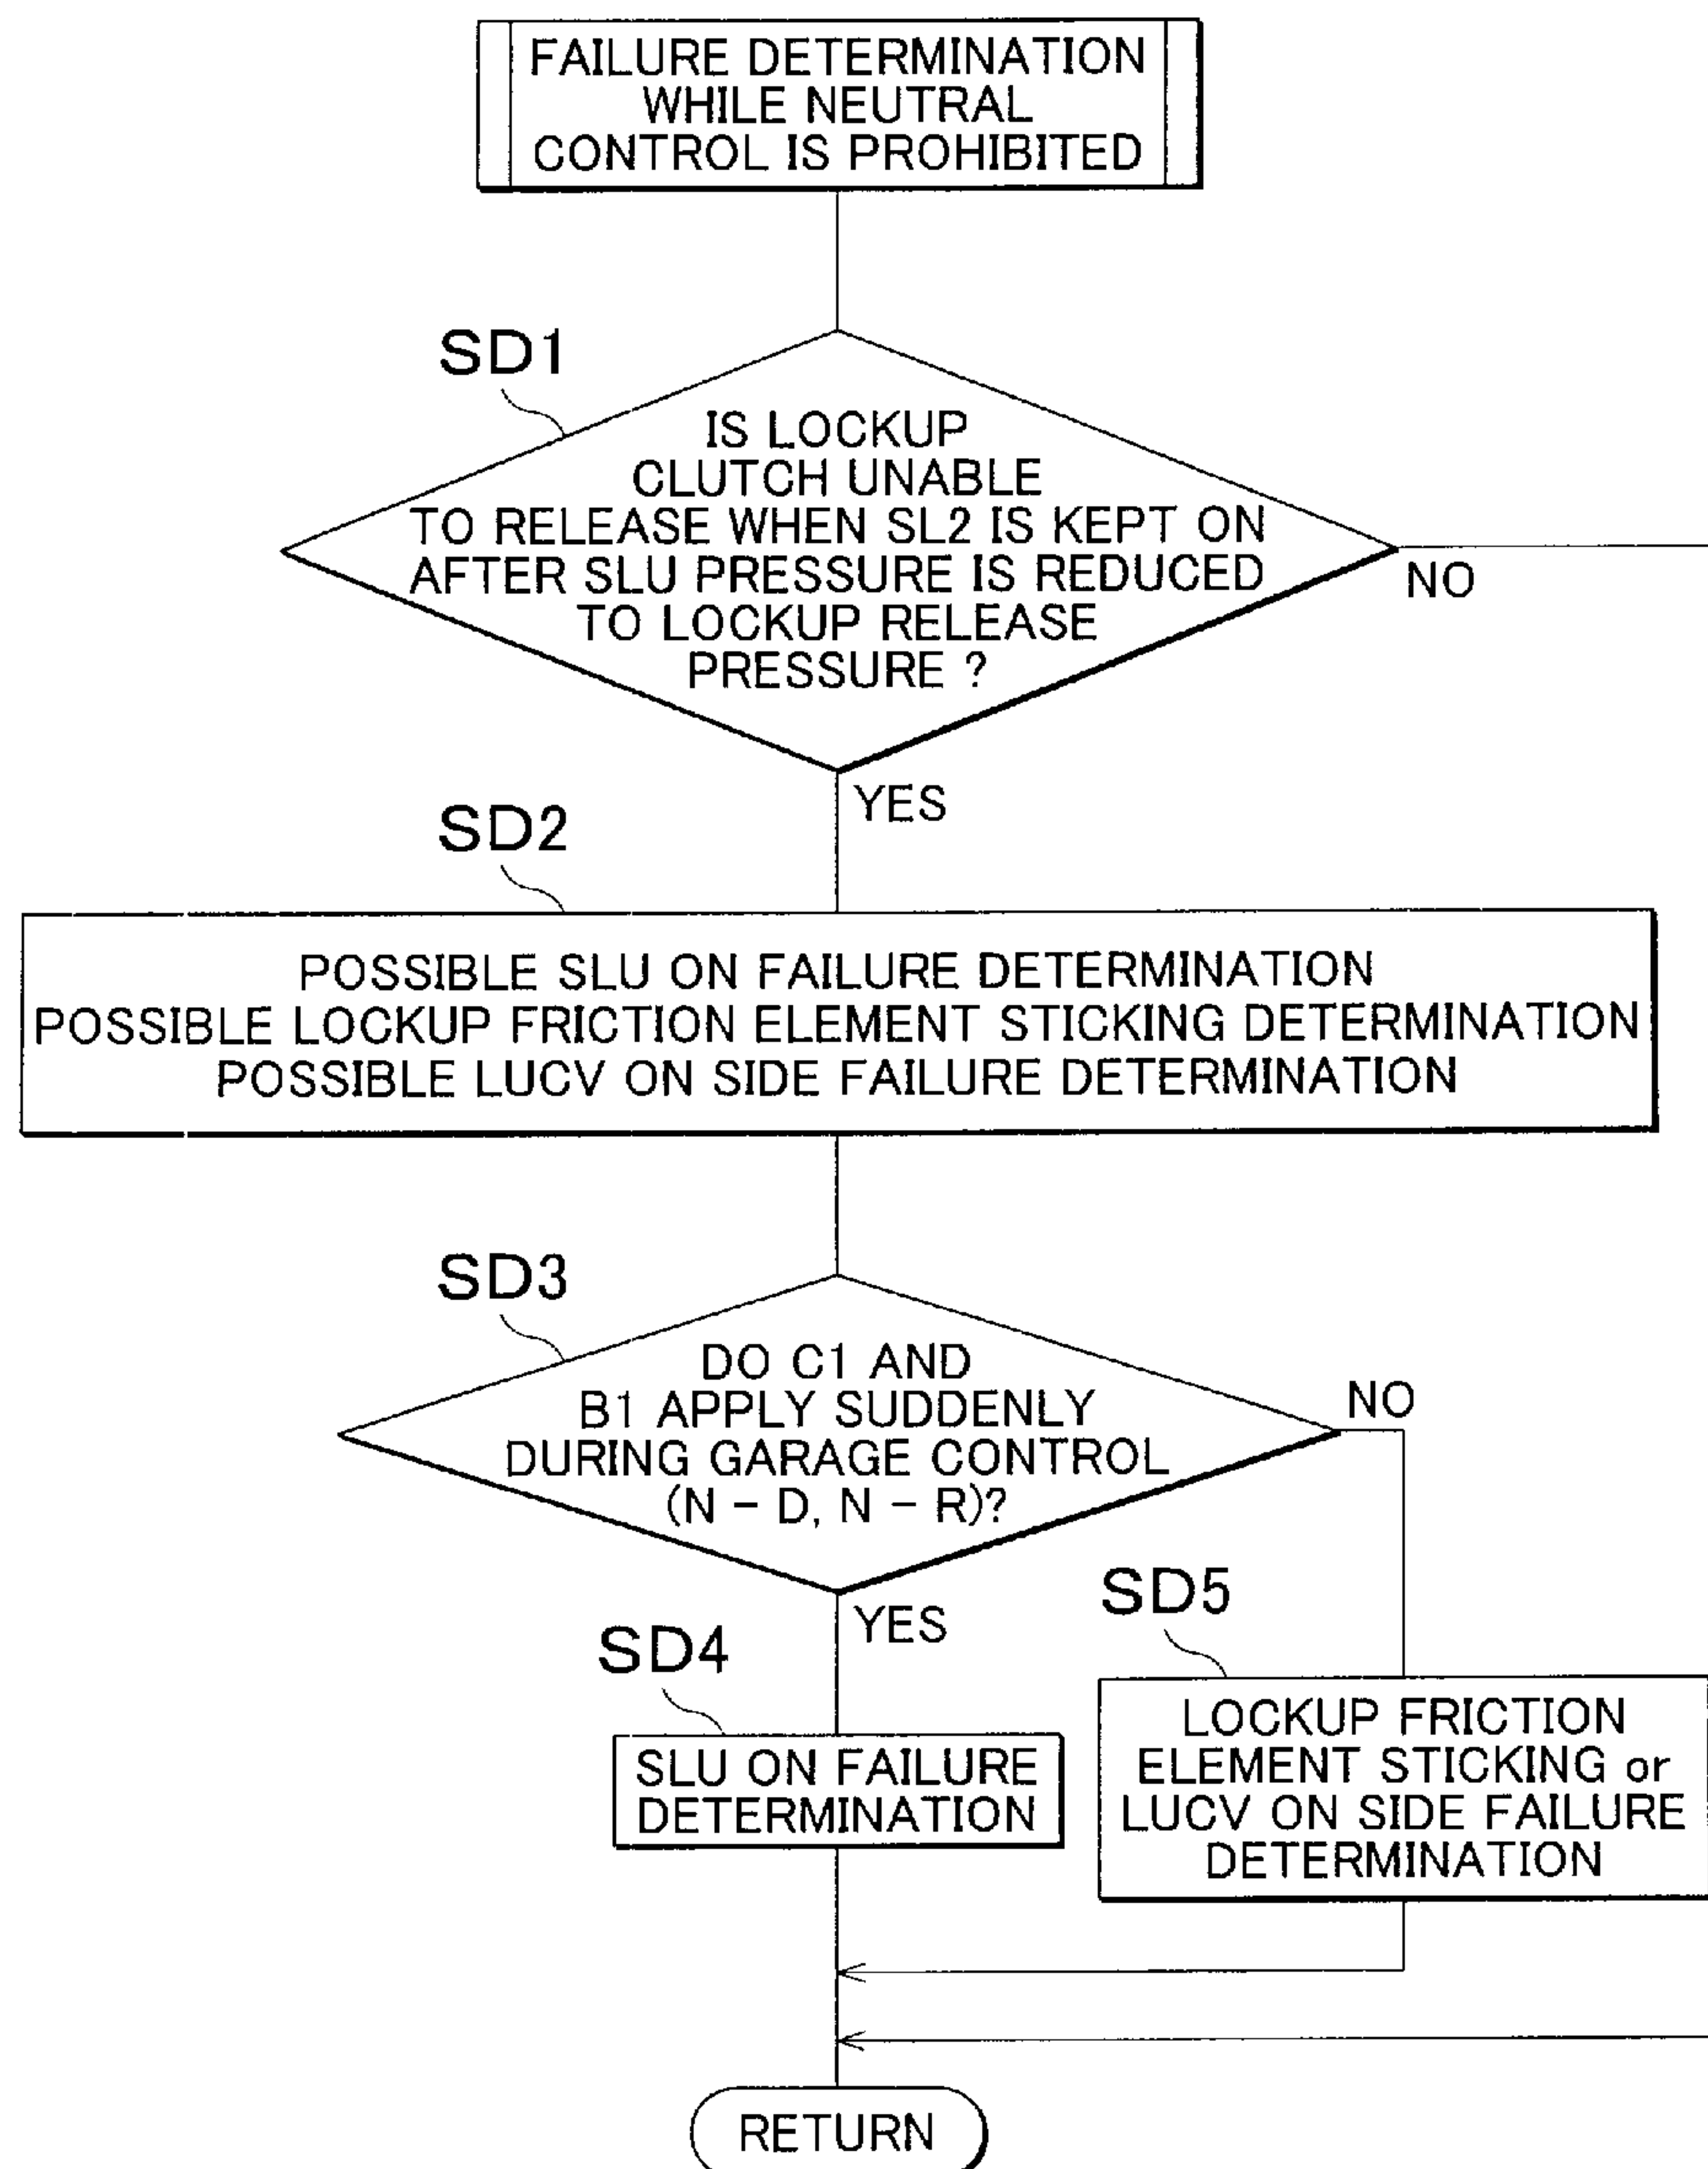 FAILURE DETERMINATION
WHILE NEUTRAL
CONTROL IS PROHIBITED
SD1
IS LOCKUP
CLUTCH UNABLE
TO RELEASE WHEN SL2 IS KEPT ON
AFTER SLU PRESSURE IS REDUCED
TO LOCKUP RELEASE
PRESSURE ?
NO
YES
SD2
POSSIBLE SLU ON FAILURE DETERMINATION
POSSIBLE LOCKUP FRICTION ELEMENT STICKING DETERMINATION
POSSIBLE LUCV ON SIDE FAILURE DETERMINATION
SD3
DO C1 AND
B1 APPLY SUDDENLY
DURING GARAGE CONTROL
(N – D, N – R)?
NO
YES
SD4
SLU ON FAILURE
DETERMINATION
SD5
LOCKUP FRICTION
ELEMENT STICKING or
LUCV ON SIDE FAILURE
DETERMINATION
RETURN